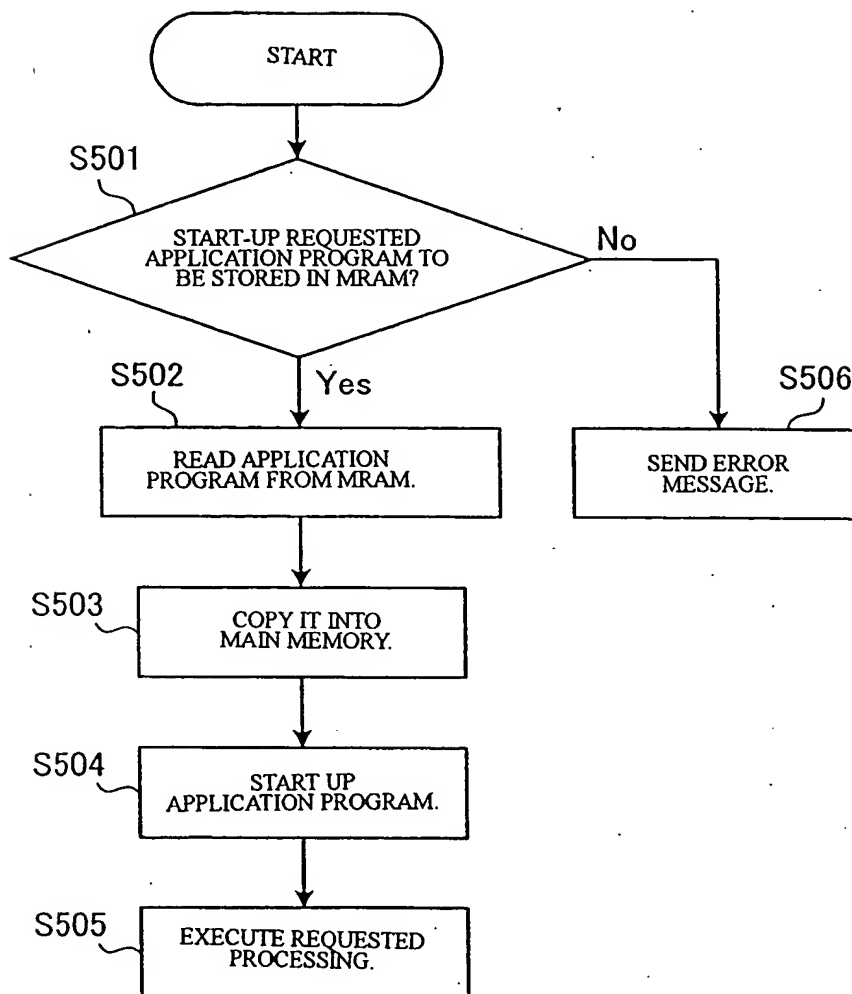 START
S501
START-UP REQUESTED
APPLICATION PROGRAM TO
BE STORED IN MRAM?
No
Yes
S502
READ APPLICATION
PROGRAM FROM MRAM.
S506
SEND ERROR
MESSAGE.
S503
COPY IT INTO
MAIN MEMORY.
S504
START UP
APPLICATION PROGRAM.
S505
EXECUTE REQUESTED
PROCESSING.